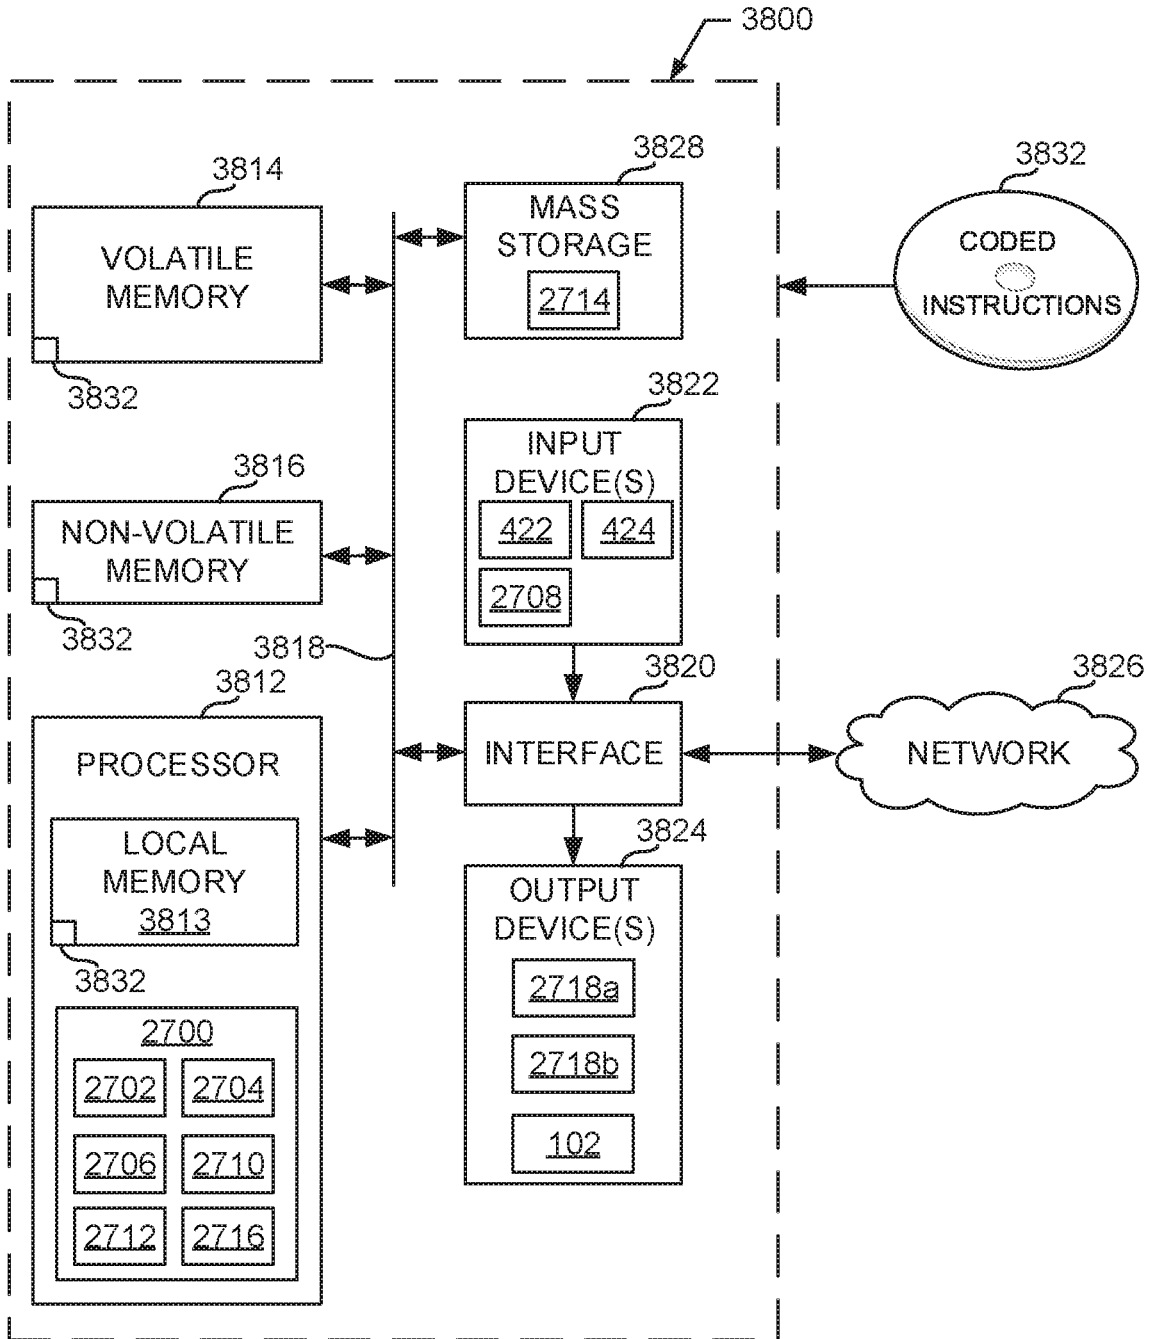 3800
3814
VOLATILE
MEMORY
3832
3828
MASS
STORAGE
2714
3832
CODED
INSTRUCTIONS
3816
NON-VOLATILE
MEMORY
3832
3818
3822
INPUT
DEVICE(S)
422
424
2708
3812
PROCESSOR
LOCAL
MEMORY
3813
3832
2700
2702
2704
2706
2710
2712
2716
3820
INTERFACE
3826
NETWORK
3824
OUTPUT
DEVICE(S)
2718a
2718b
102